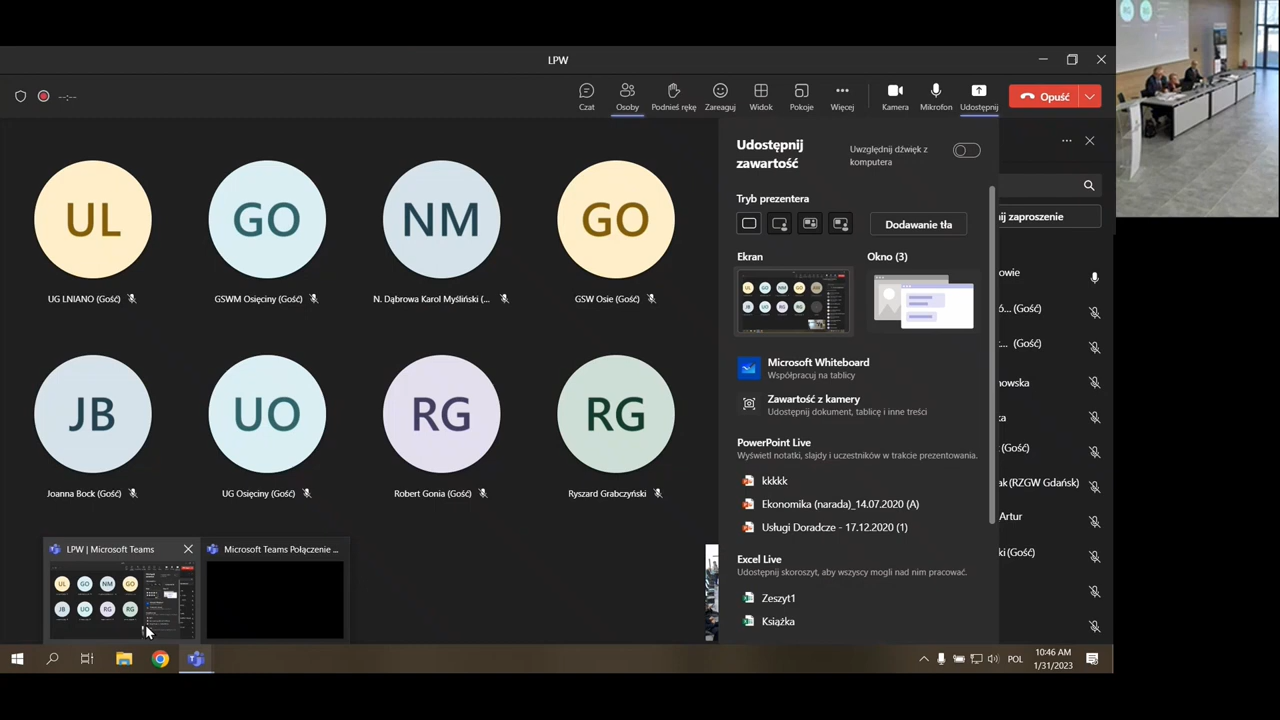 LPW
--:--
Czat
Osoby
Podnieś rękę
Zareaguj
Widok
Pokoje
Więcej
Kamera
Mikrofon
Udostępnij
Opuść
UL
GO
NM
GO
UG LNIANO (Gość)
GSWM Osięciny (Gość)
N. Dąbrowa Karol Myśliński (...
GSW Osie (Gość)
JB
UO
RG
RG
Joanna Bock (Gość)
UG Osięciny (Gość)
Robert Gonia (Gość)
Ryszard Grabczyński
Udostępnij
zawartość
Uwzględnij dźwięk z
komputera
Tryb prezentera
Dodawanie tła
Ekran
Okno (3)
Microsoft Whiteboard
Współpracuj na tablicy
Zawartość z kamery
Udostępnij dokument, tablicę i inne treści
PowerPoint Live
Wyświetl notatki, slajdy i uczestników w trakcie prezentowania.
kkkkk
Ekonomika (narada)_14.07.2020 (A)
Usługi Doradcze - 17.12.2020 (1)
Excel Live
Udostępnij skoroszyt, aby wszyscy mogli nad nim pracować.
Zeszyt1
Książka
ij zaproszenie
owie
ó... (Gość)
... (Gość)
nowska
ka
(Gość)
ak (RZGW Gdańsk)
Artur
ki (Gość)
LPW | Microsoft Teams
Microsoft Teams Połączenie ...
POL
10:46 AM
1/31/2023